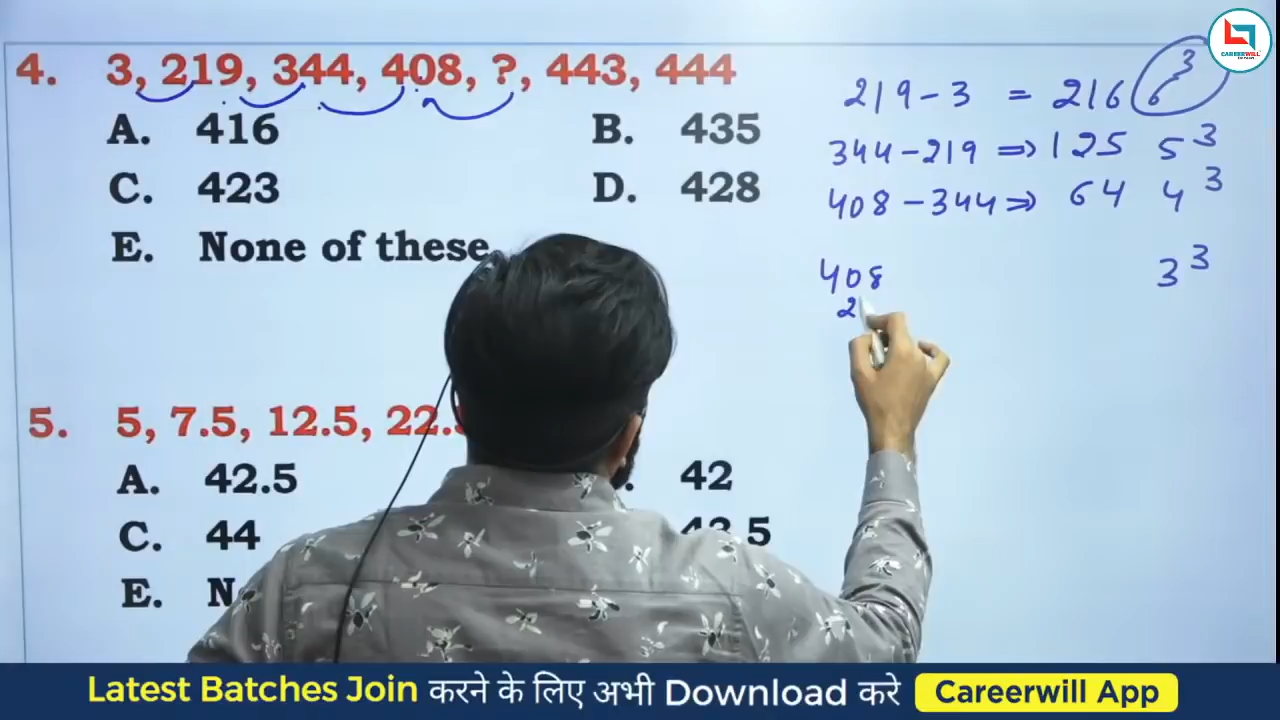 4. 3, 219, 344, 408, ?, 443, 444
A. 416 B. 435
C. 423 D. 428
E. None of these
219 - 3 = 216 6³
344 - 219 ⇒ 125 5³
408 - 344 ⇒ 64 4³
408 3³
2
5. 5, 7.5, 12.5, 22.
A. 42.5 42
C. 44
E.
CAREERWILL
Latest Batches Join करने के लिए अभी Download करे Careerwill App